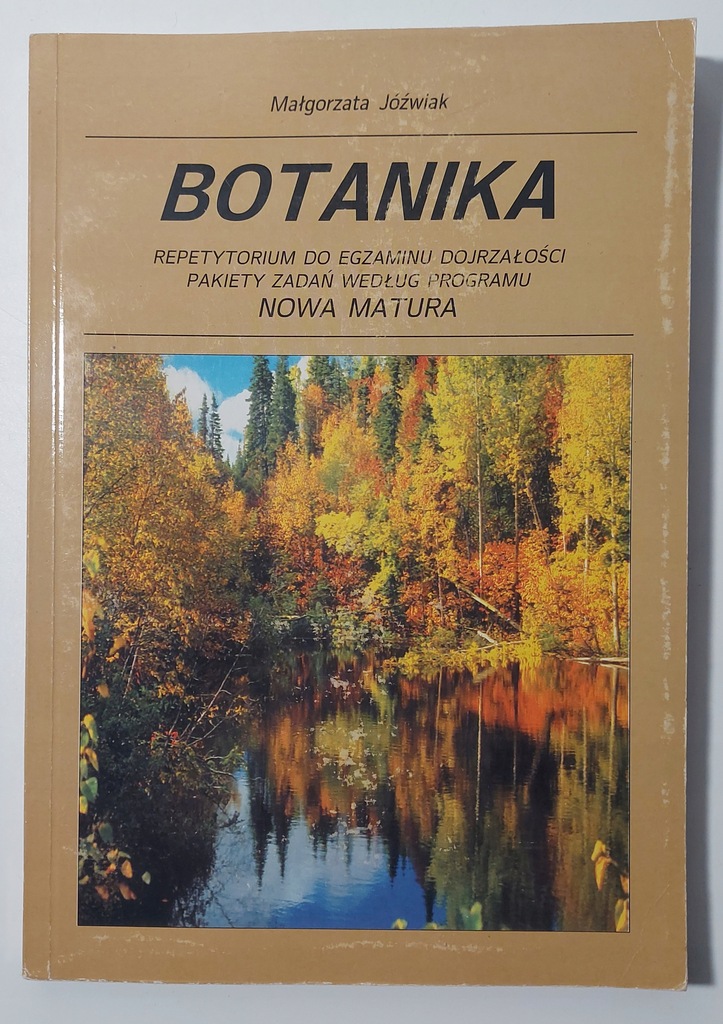 Małgorzata Jóźwiak
BOTANIKA
REPETYTORIUM DO EGZAMINU DOJRZAŁOŚCI
PAKIETY ZADAŃ WEDŁUG PROGRAMU
NOWA MATURA